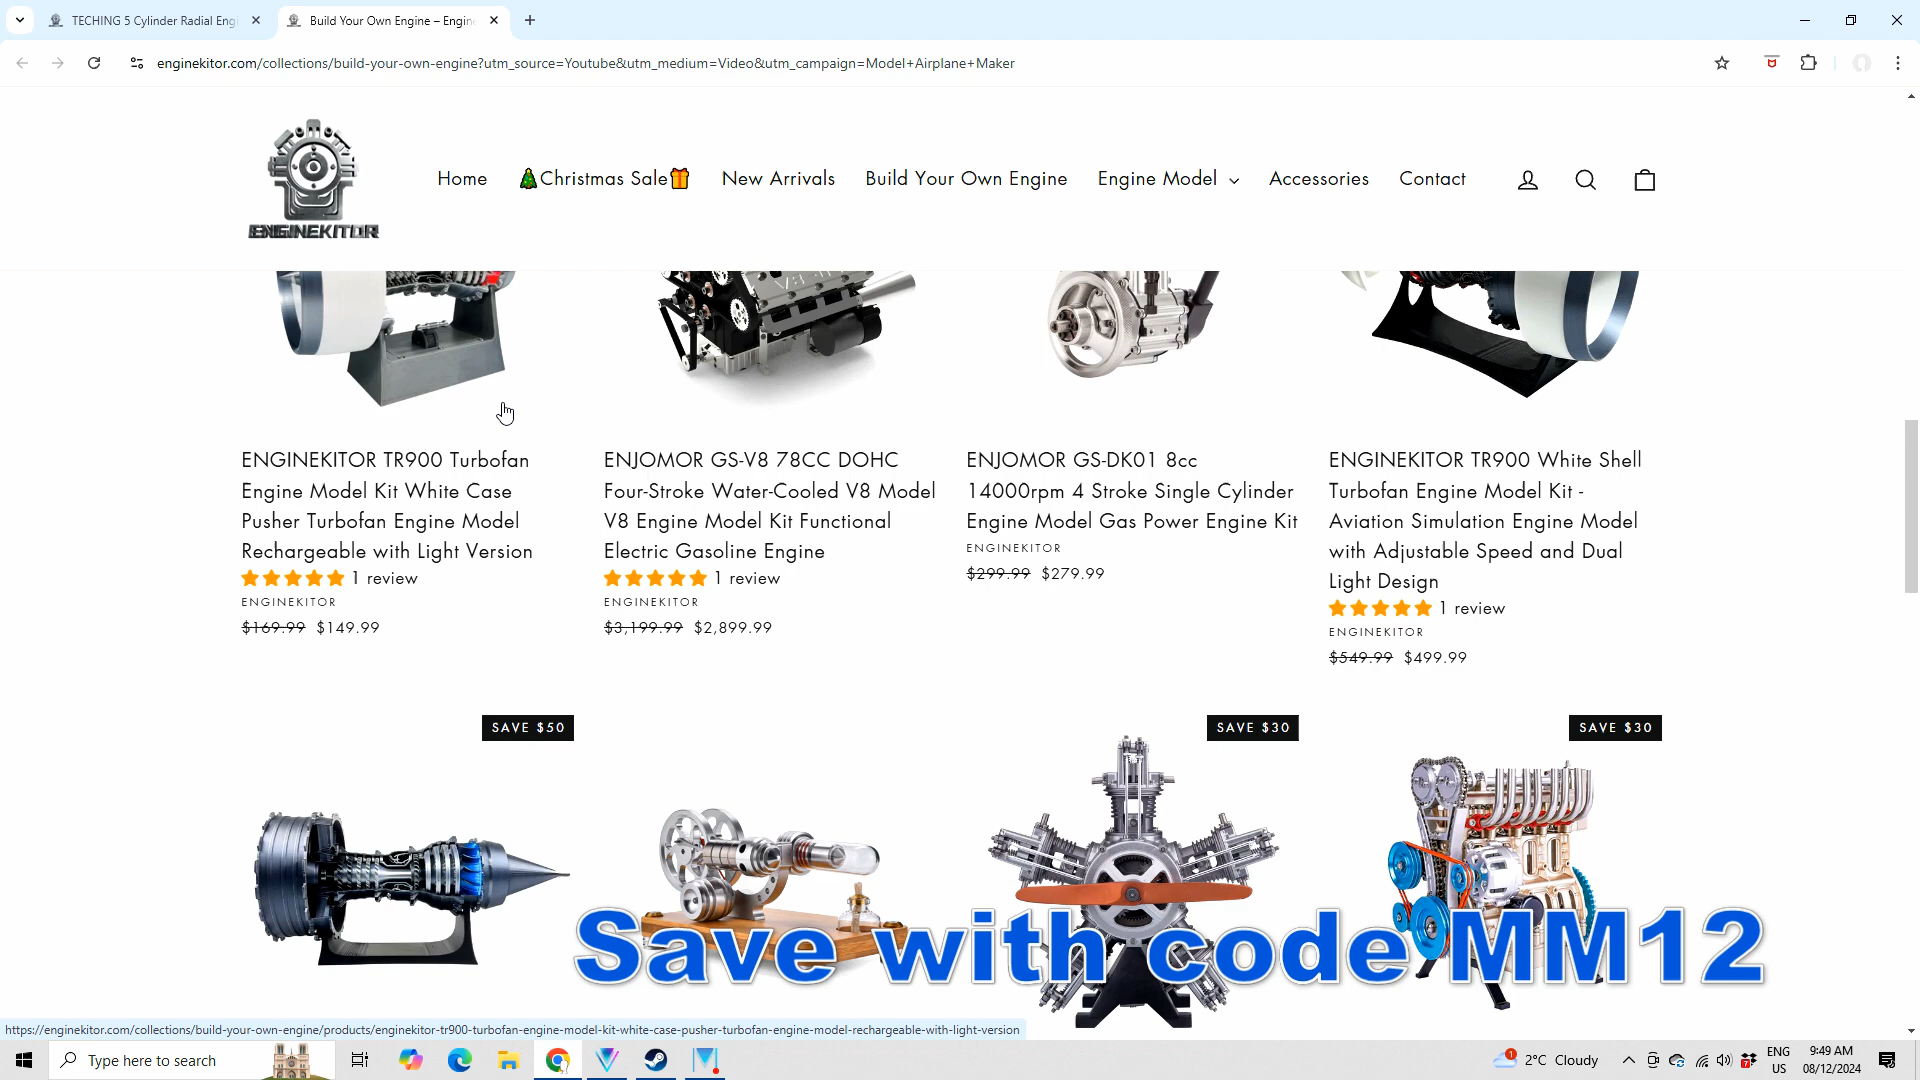 TECHING 5 Cylinder Radial Eng
Build Your Own Engine – Engine
enginekitor.com/collections/build-your-own-engine?utm_source=Youtube&utm_medium=Video&utm_campaign=Model+Airplane+Maker
ENGINEKITOR
Home
🎄Christmas Sale🎁
New Arrivals
Build Your Own Engine
Engine Model
Accessories
Contact
ENGINEKITOR TR900 Turbofan
Engine Model Kit White Case
Pusher Turbofan Engine Model
Rechargeable with Light Version
1 review
ENGINEKITOR
$169.99 $149.99
ENJOMOR GS-V8 78CC DOHC
Four-Stroke Water-Cooled V8 Model
V8 Engine Model Kit Functional
Electric Gasoline Engine
1 review
ENGINEKITOR
$3,199.99 $2,899.99
ENJOMOR GS-DK01 8cc
14000rpm 4 Stroke Single Cylinder
Engine Model Gas Power Engine Kit
ENGINEKITOR
$299.99 $279.99
ENGINEKITOR TR900 White Shell
Turbofan Engine Model Kit -
Aviation Simulation Engine Model
with Adjustable Speed and Dual
Light Design
1 review
ENGINEKITOR
$549.99 $499.99
SAVE $50
SAVE $30
SAVE $30
Save with code MM12
https://enginekitor.com/collections/build-your-own-engine/products/enginekitor-tr900-turbofan-engine-model-kit-white-case-pusher-turbofan-engine-model-rechargeable-with-light-version
Type here to search
1
2°C Cloudy
ENG
US
9:49 AM
08/12/2024